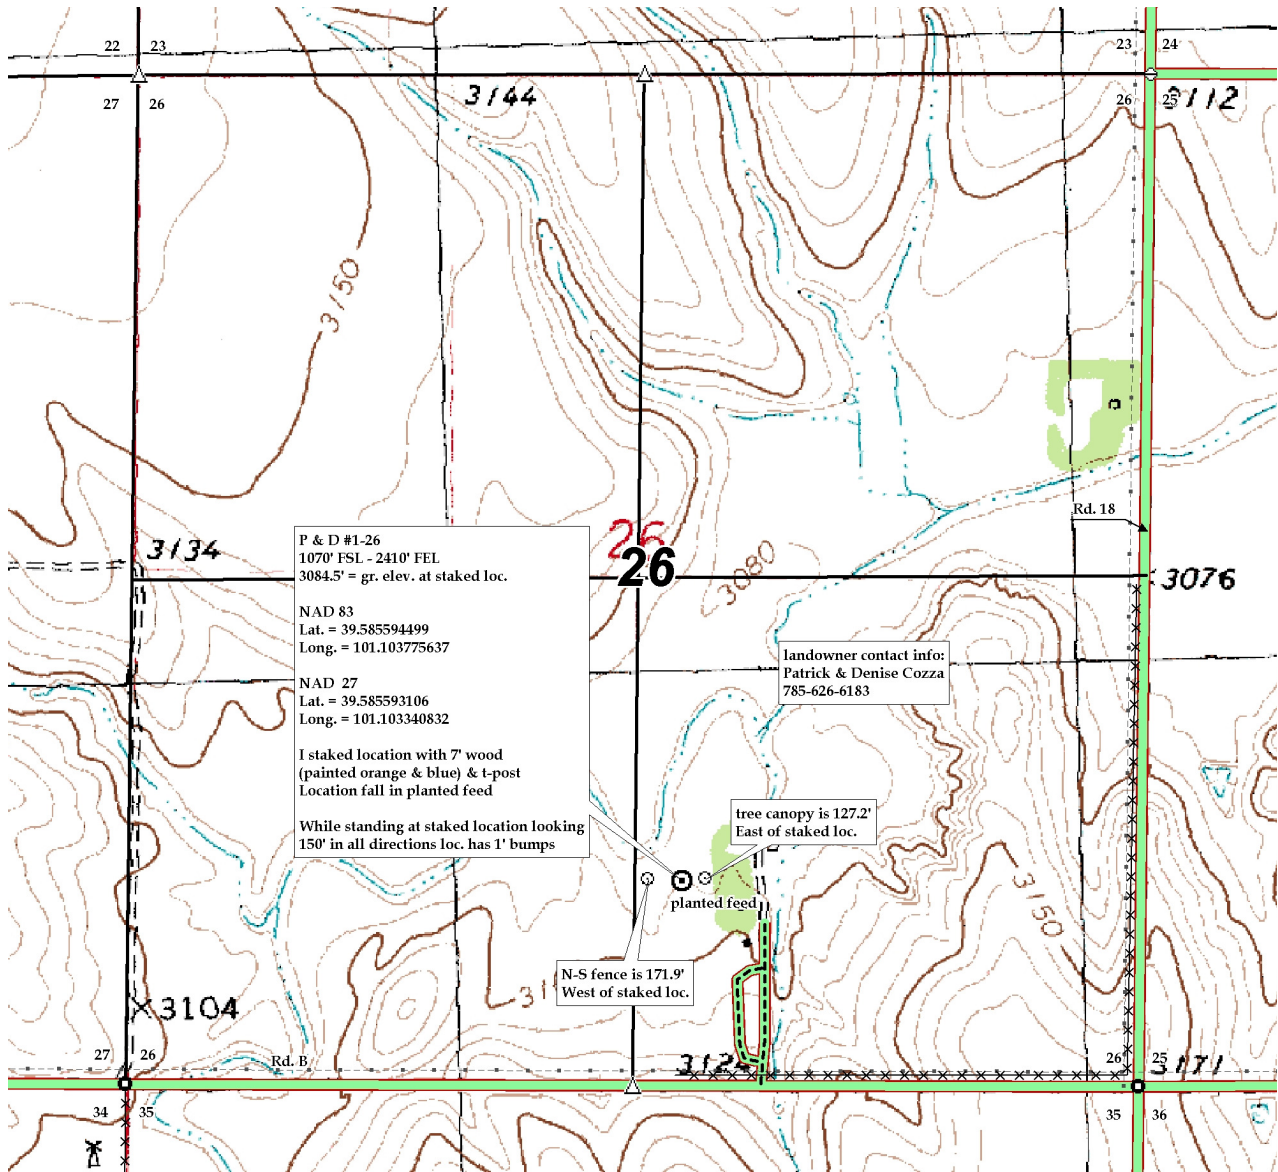 22 23
23 24
27 26
3144
26 25
3112
3150
Rd. 18
26
26
3134
3080
3076
P & D #1-26
1070' FSL - 2410' FEL
3084.5' = gr. elev. at staked loc.
NAD 83
Lat. = 39.585594499
Long. = 101.103775637
NAD 27
Lat. = 39.585593106
Long. = 101.103340832
I staked location with 7' wood
(painted orange & blue) & t-post
Location fall in planted feed
While standing at staked location looking
150' in all directions loc. has 1' bumps
landowner contact info:
Patrick & Denise Cozza
785-626-6183
tree canopy is 127.2'
East of staked loc.
planted feed
3150
N-S fence is 171.9'
West of staked loc.
3104
27 26
Rd. B
3124
26 25
3171
34 35
35 36